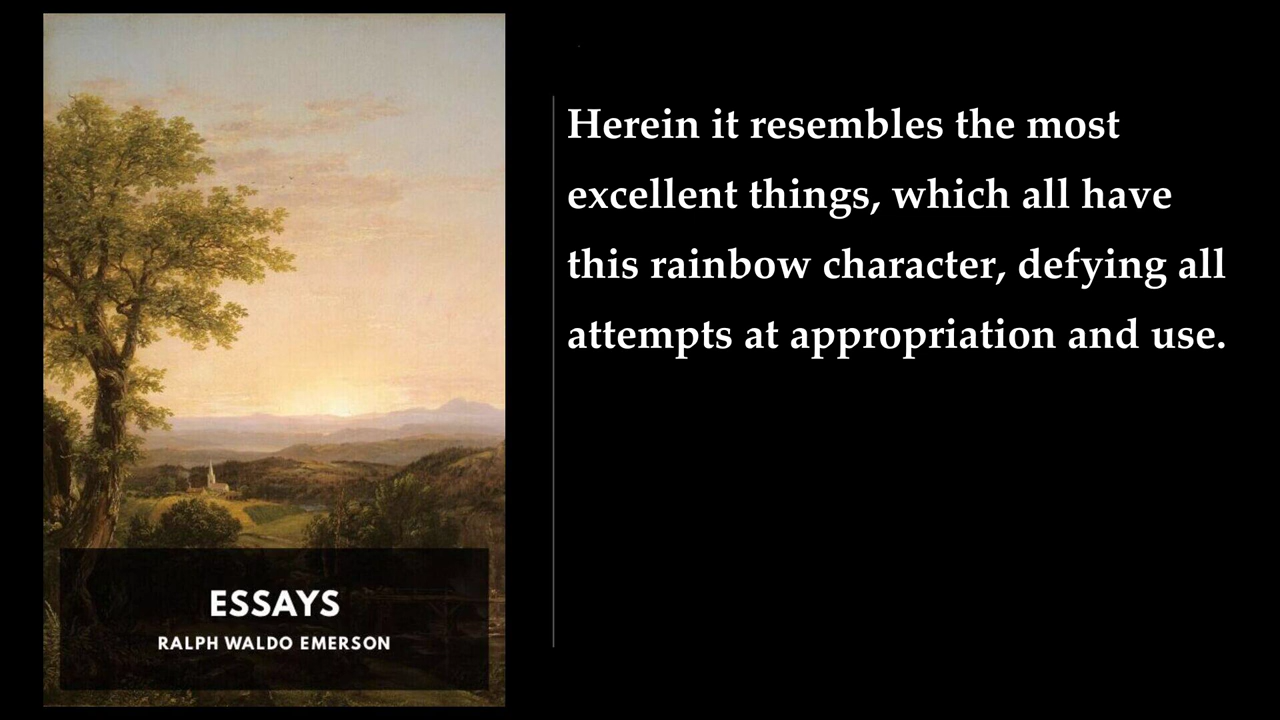 ESSAYS
RALPH WALDO EMERSON
Herein it resembles the most
excellent things, which all have
this rainbow character, defying all
attempts at appropriation and use.